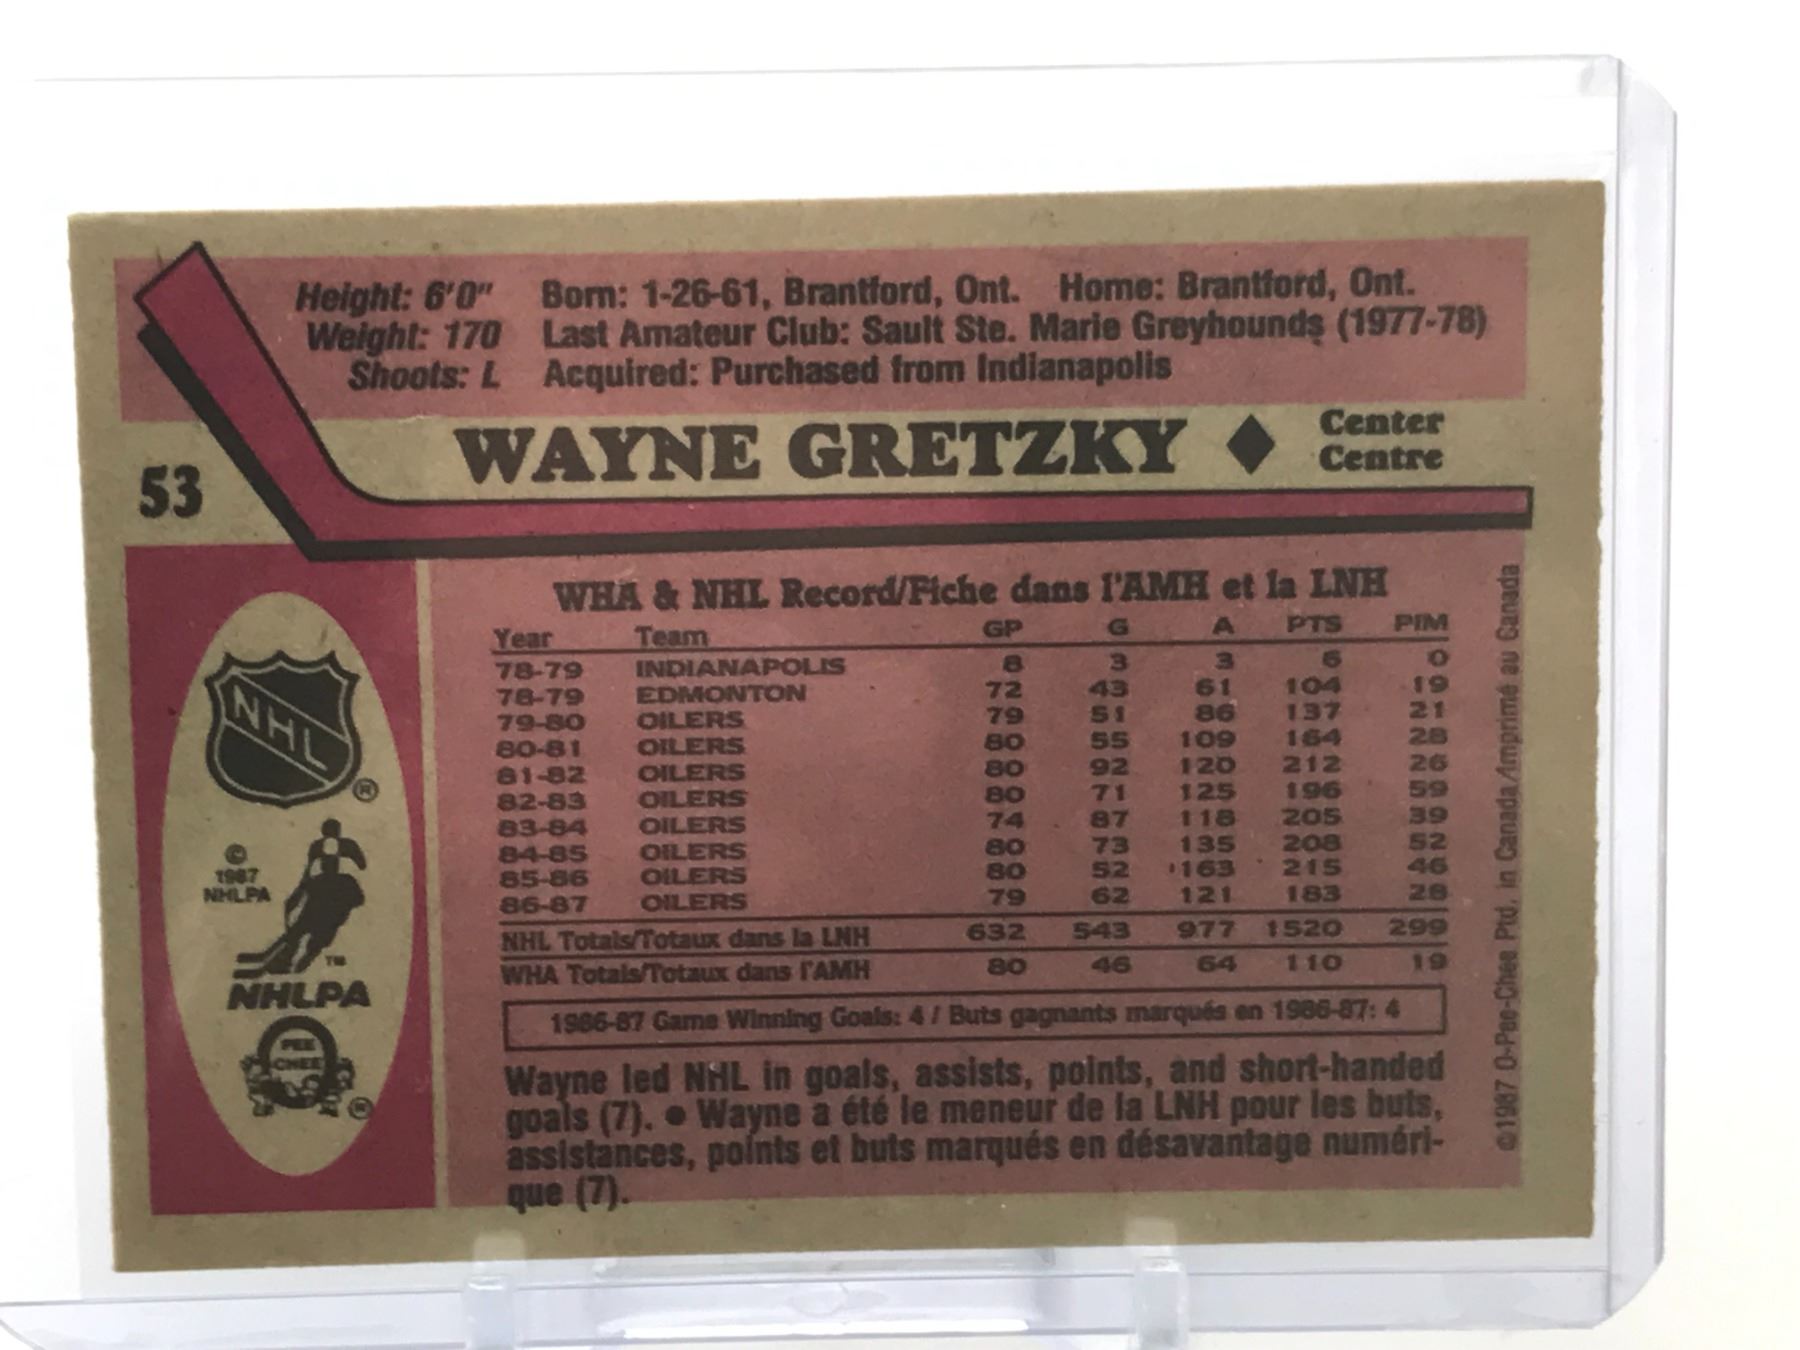 Height: 6'0" Born: 1-26-61, Brantford, Ont. Home: Brantford, Ont.
Weight: 170 Last Amateur Club: Sault Ste. Marie Greyhounds (1977-78)
Shoots: L Acquired: Purchased from Indianapolis
WAYNE GRETZKY ♦ Center
Centre
53
WHA & NHL Record/Fiche dans l'AMH et la LNH
Year Team GP G A PTS PIM
78-79 INDIANAPOLIS 8 3 3 6 0
78-79 EDMONTON 72 43 61 104 19
79-80 OILERS 79 51 86 137 21
80-81 OILERS 80 55 109 164 28
81-82 OILERS 80 92 120 212 26
82-83 OILERS 80 71 125 196 59
83-84 OILERS 74 87 118 205 39
84-85 OILERS 80 73 135 208 52
85-86 OILERS 80 52 163 215 46
86-87 OILERS 79 62 121 183 28
NHL Totals/Totaux dans la LNH 632 543 977 1520 299
WHA Totals/Totaux dans l'AMH 80 46 64 110 19
1986-87 Game Winning Goals: 4 / Buts gagnants marqués en 1986-87: 4
Wayne led NHL in goals, assists, points, and short-handed
goals (7). ● Wayne a été le meneur de la LNH pour les buts,
assistances, points et buts marqués en désavantage numéri-
que (7).
NHL
®
©
1987
NHLPA
TM
NHLPA
O
PEE
CHEE
®
©1987 O-Pee-Chee Ptd. in Canada/Imprimé au Canada